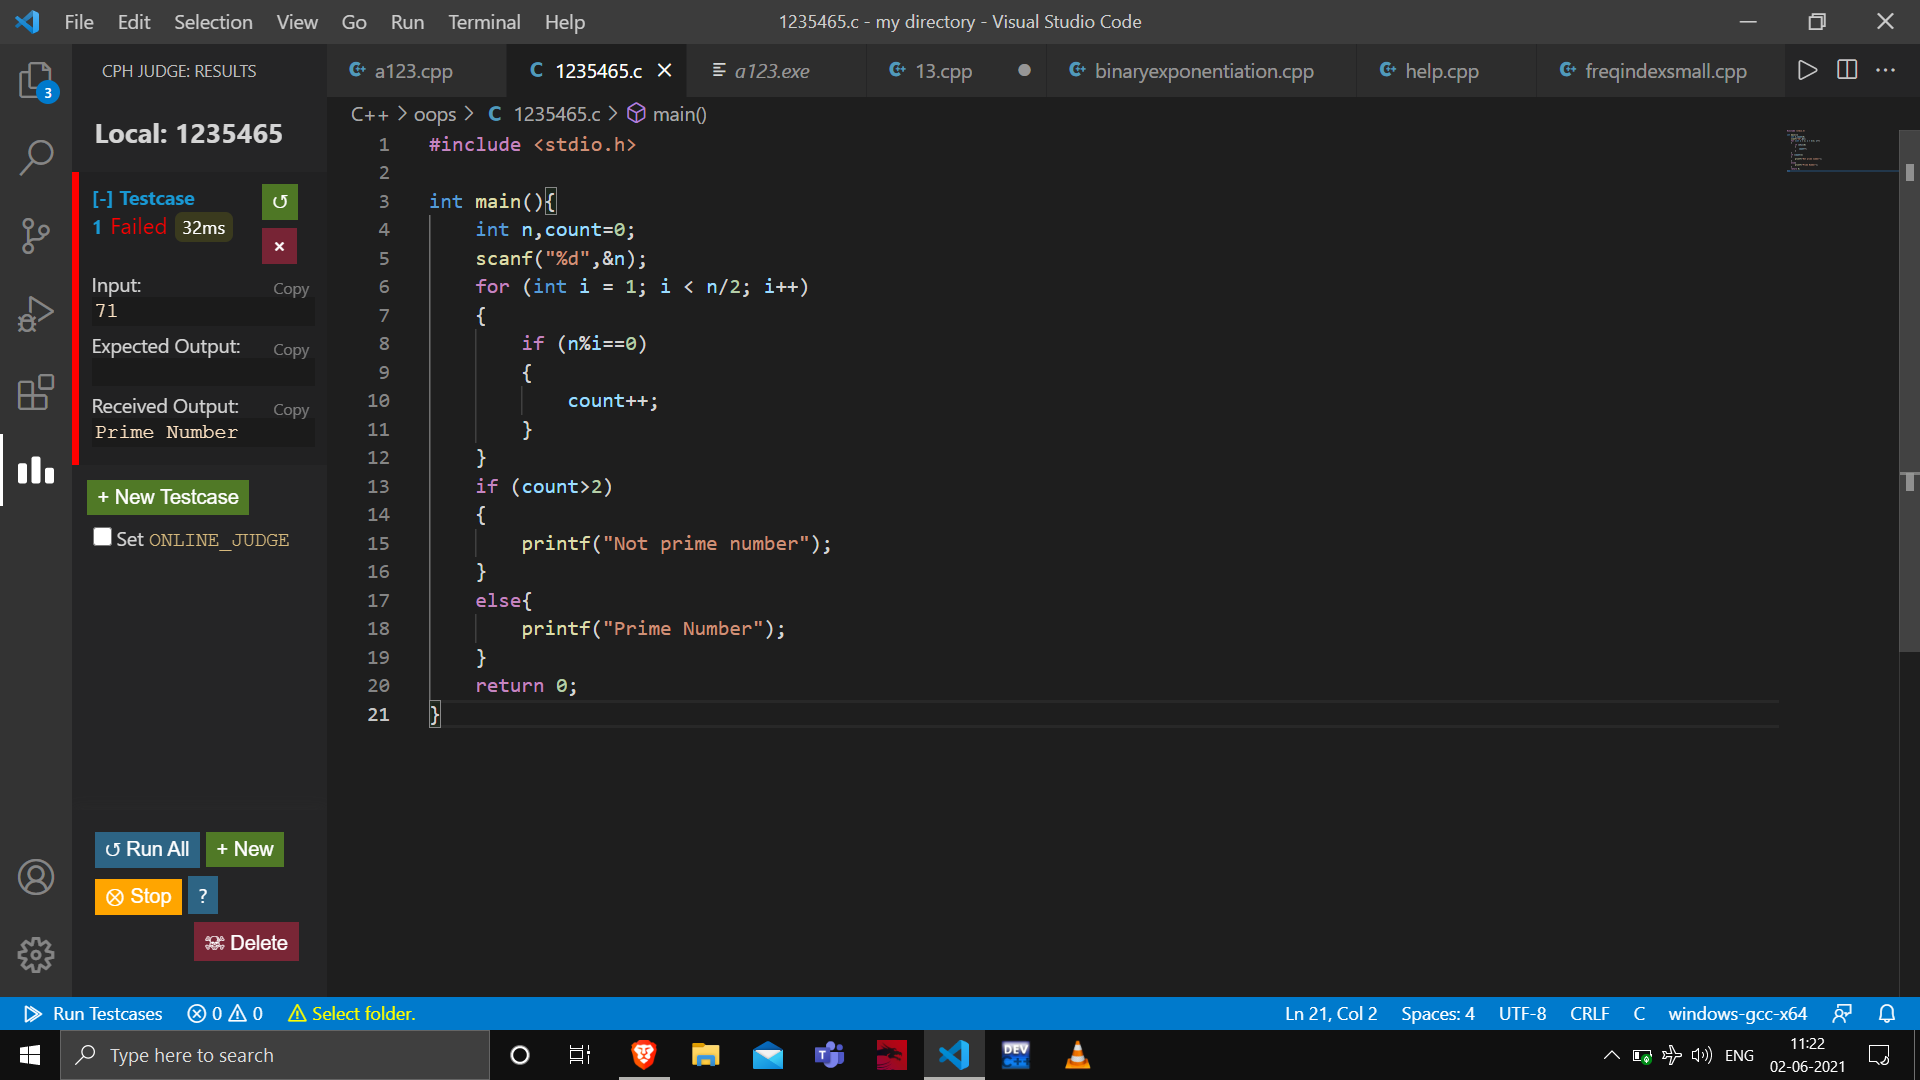 File Edit Selection View Go Run Terminal Help
1235465.c - my directory - Visual Studio Code
3
CPH JUDGE: RESULTS
a123.cpp
1235465.c
a123.exe
13.cpp
binaryexponentiation.cpp
help.cpp
freqindexsmall.cpp
C++ > oops > C 1235465.c > main()
Local: 1235465
[-] Testcase
1 Failed 32ms
Input:
Copy
71
Expected Output:
Copy
Received Output:
Copy
Prime Number
+ New Testcase
Set ONLINE_JUDGE
Run All
+ New
Stop
?
Delete
1 #include <stdio.h>
2
3 int main(){
4     int n,count=0;
5     scanf("%d",&n);
6     for (int i = 1; i < n/2; i++)
7     {
8         if (n%i==0)
9         {
10             count++;
11         }
12     }
13     if (count>2)
14     {
15         printf("Not prime number");
16     }
17     else{
18         printf("Prime Number");
19     }
20     return 0;
21 }
Run Testcases 0 0 Select folder.
Ln 21, Col 2 Spaces: 4 UTF-8 CRLF C windows-gcc-x64
Type here to search
DEV C++
ENG
11:22
02-06-2021